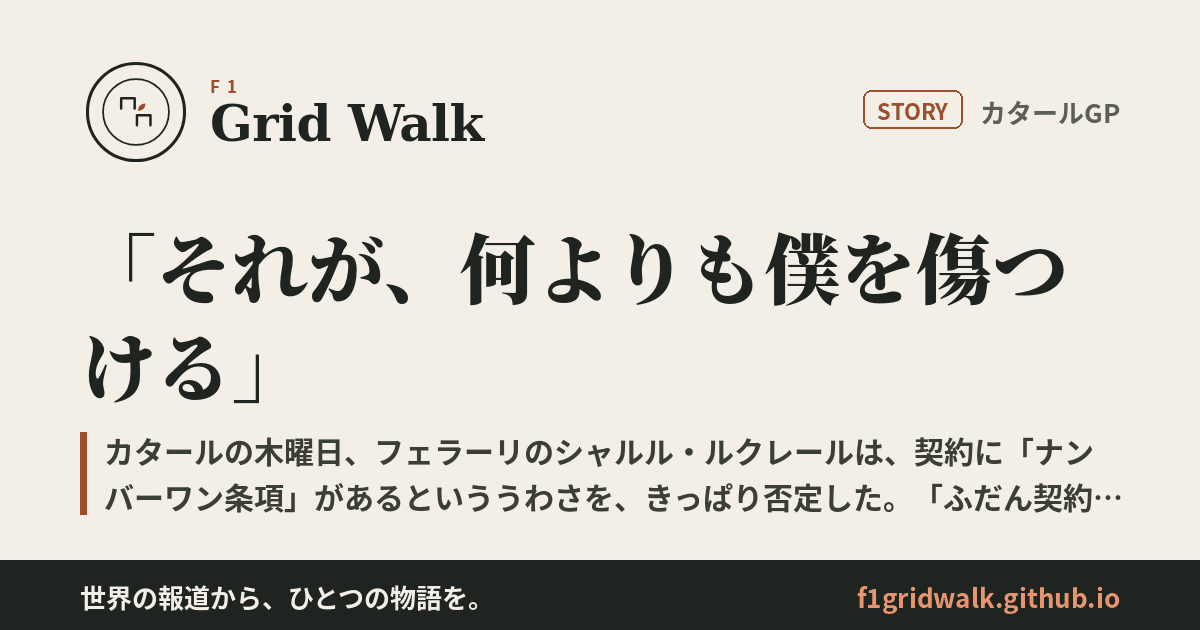 F1
Grid Walk
STORY カタールGP
「それが、何よりも僕を傷つ
ける」
カタールの木曜日、フェラーリのシャルル・ルクレールは、契約に「ナン
バーワン条項」があるといううわさを、きっぱり否定した。「ふだん契約…
世界の報道から、ひとつの物語を。
f1gridwalk.github.io